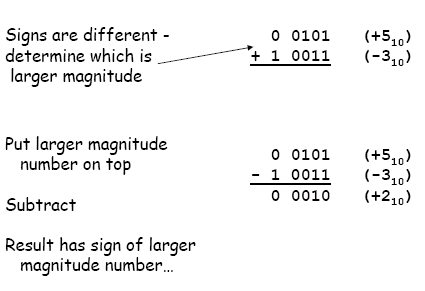 Signs are different -
determine which is
larger magnitude
0 0101 (+5₁₀)
+ 1 0011 (-3₁₀)
Put larger magnitude
number on top
Subtract
Result has sign of larger
magnitude number…
0 0101 (+5₁₀)
- 1 0011 (-3₁₀)
0 0010 (+2₁₀)